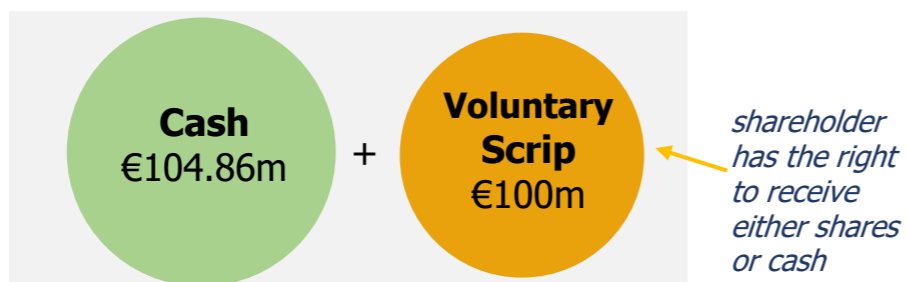 Cash
€104.86m
+
Voluntary
Scrip
€100m
shareholder
has the right
to receive
either shares
or cash